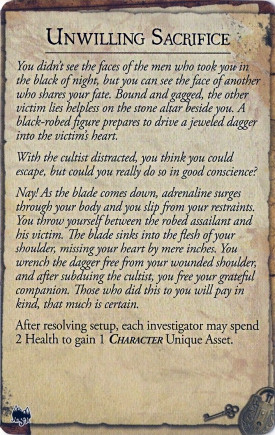 UNWILLING SACRIFICE
You didn't see the faces of the men who took you in
the black of night, but you can see the face of another
who shares your fate. Bound and gagged, the other
victim lies helpless on the stone altar beside you. A
black-robed figure prepares to drive a jeweled dagger
into the victim's heart.
With the cultist distracted, you think you could
escape, but could you really do so in good conscience?
Nay! As the blade comes down, adrenaline surges
through your body and you slip from your restraints.
You throw yourself between the robed assailant and
his victim. The blade sinks into the flesh of your
shoulder, missing your heart by mere inches. You
wrench the dagger free from your wounded shoulder,
and after subduing the cultist, you free your grateful
companion. Those who did this to you will pay in
kind, that much is certain.
After resolving setup, each investigator may spend
2 Health to gain 1 CHARACTER Unique Asset.